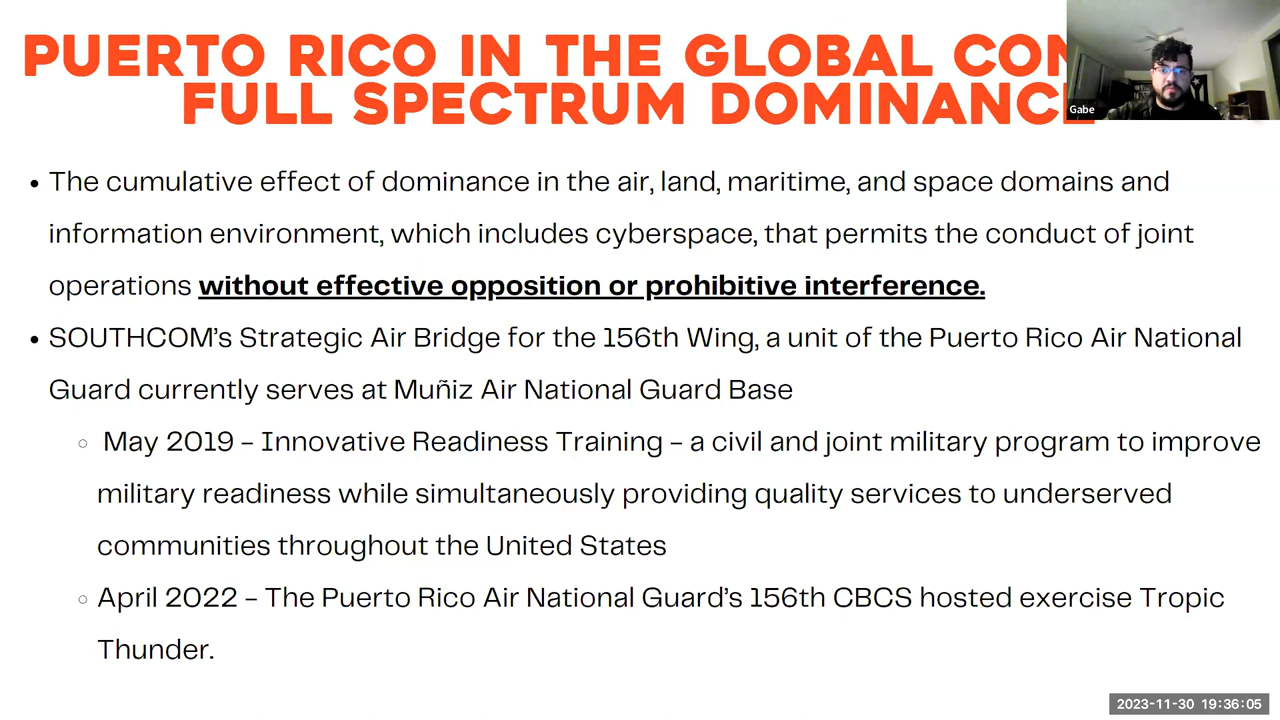 PUERTO RICO IN THE GLOBAL
FULL SPECTRUM DOMINANCE
Gabe
• The cumulative effect of dominance in the air, land, maritime, and space domains and
information environment, which includes cyberspace, that permits the conduct of joint
operations without effective opposition or prohibitive interference.
• SOUTHCOM’s Strategic Air Bridge for the 156th Wing, a unit of the Puerto Rico Air National
Guard currently serves at Muñiz Air National Guard Base
◦ May 2019 – Innovative Readiness Training – a civil and joint military program to improve
military readiness while simultaneously providing quality services to underserved
communities throughout the United States
◦ April 2022 – The Puerto Rico Air National Guard’s 156th CBCS hosted exercise Tropic
Thunder.
2023-11-30 19:36:05